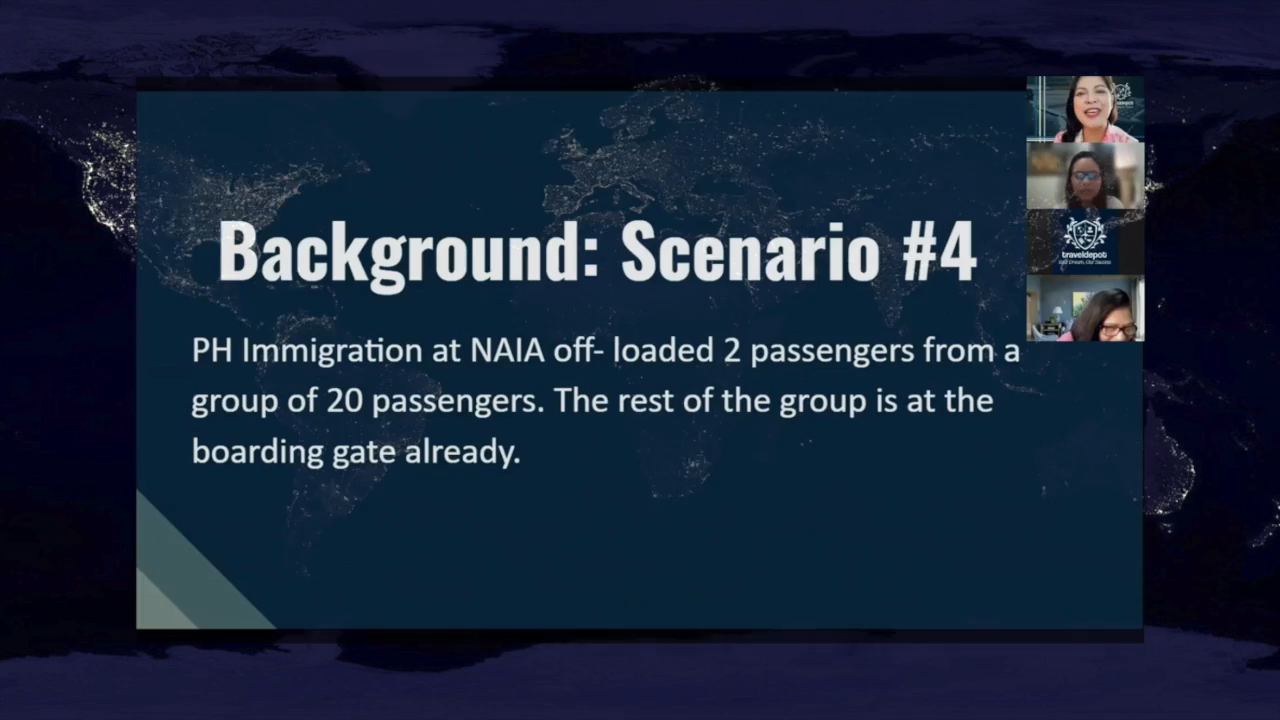 Background: Scenario #4
PH Immigration at NAIA off- loaded 2 passengers from a
group of 20 passengers. The rest of the group is at the
boarding gate already.
traveldepot